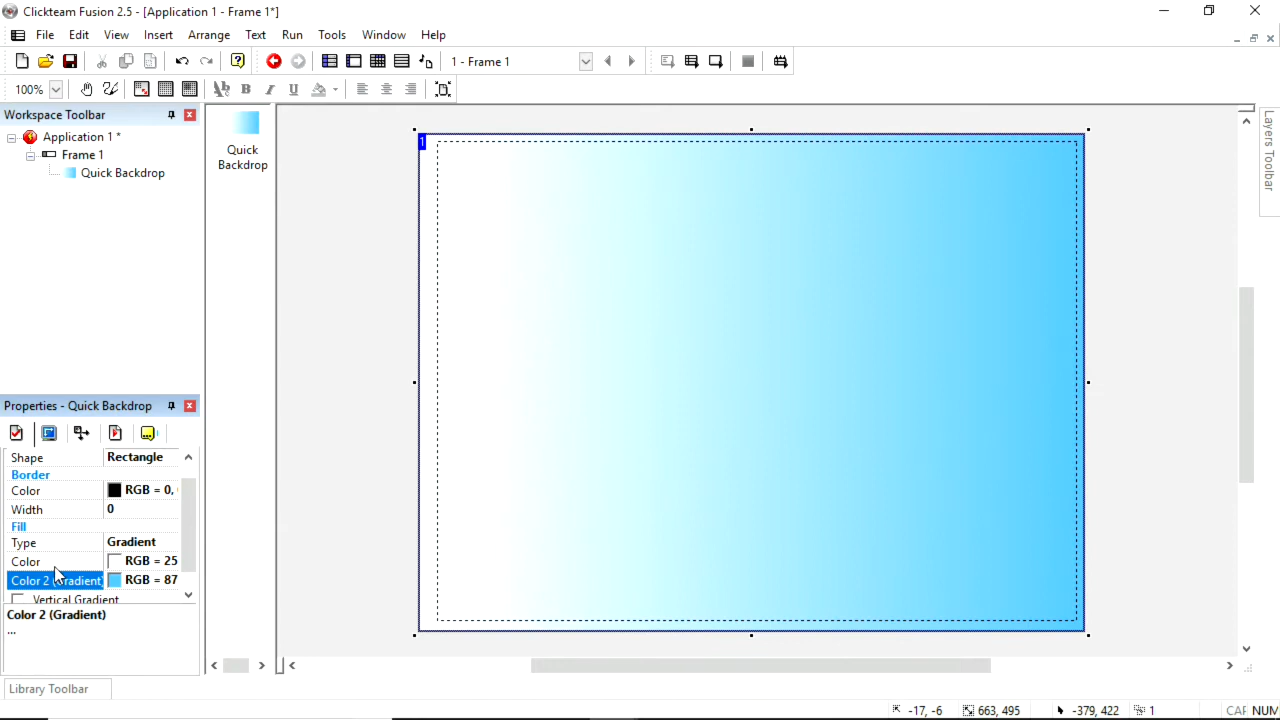 Clickteam Fusion 2.5 - [Application 1 - Frame 1*]
File Edit View Insert Arrange Text Run Tools Window Help
1 - Frame 1
100%
Workspace Toolbar
Application 1 *
Frame 1
Quick Backdrop
Quick
Backdrop
1
Layers Toolbar
Properties - Quick Backdrop
Shape Rectangle
Border
Color RGB = 0,
Width 0
Fill
Type Gradient
Color RGB = 25
Color 2 (Gradient) RGB = 87
Vertical Gradient
Color 2 (Gradient)
...
Library Toolbar
-17, -6 663, 495 -379, 422 1 CAP NUM